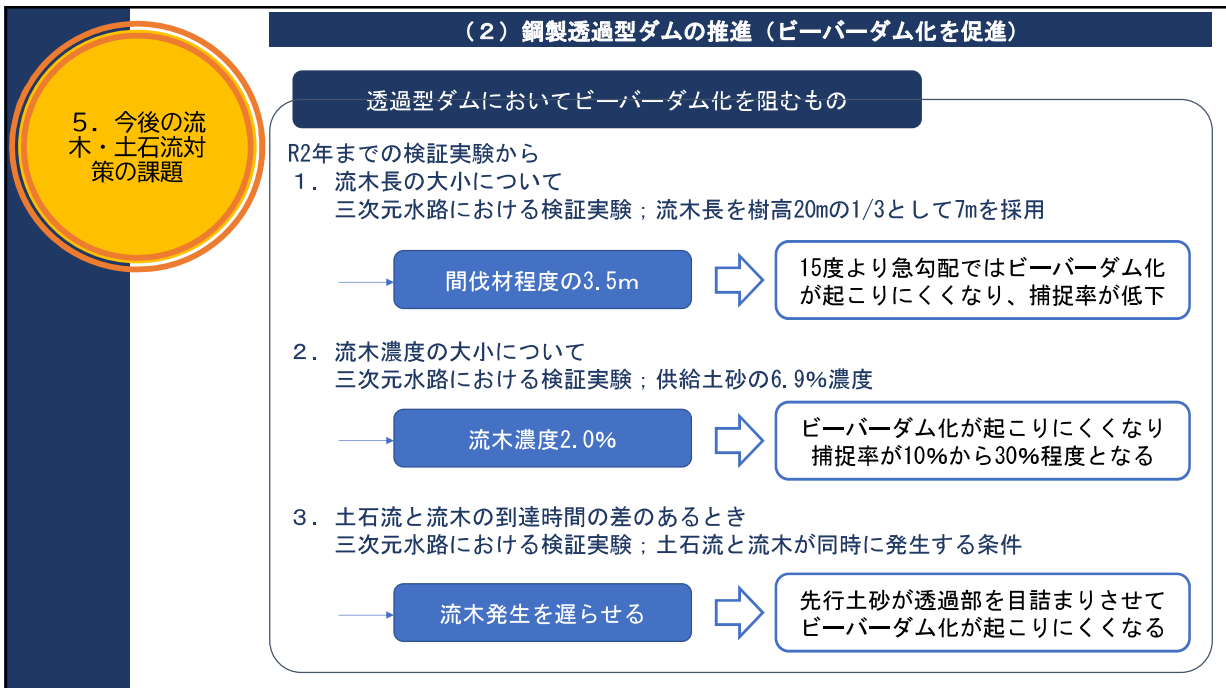 (2)鋼製透過型ダムの推進(ビーバーダム化を促進)
5.今後の流
木・土石流対
策の課題
透過型ダムにおいてビーバーダム化を阻むもの
R2年までの検証実験から
1.流木長の大小について
三次元水路における検証実験;流木長を樹高20mの1/3として7mを採用
間伐材程度の3.5m
15度より急勾配ではビーバーダム化
が起こりにくくなり、捕捉率が低下
2.流木濃度の大小について
三次元水路における検証実験;供給土砂の6.9%濃度
流木濃度2.0%
ビーバーダム化が起こりにくくなり
捕捉率が10%から30%程度となる
3.土石流と流木の到達時間の差のあるとき
三次元水路における検証実験;土石流と流木が同時に発生する条件
流木発生を遅らせる
先行土砂が透過部を目詰まりさせて
ビーバーダム化が起こりにくくなる